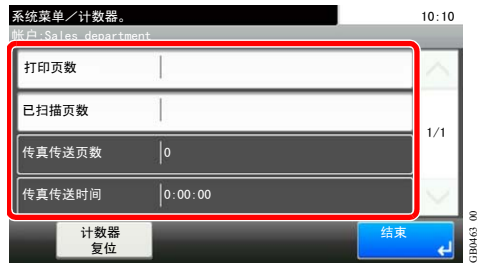 系统菜单／计数器。
10:10
帐户:Sales department
打印页数
已扫描页数
1/1
传真传送页数 0
传真传送时间 0:00:00
计数器
复位
结束
GB0463 00